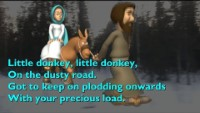 Little donkey, little donkey,
On the dusty road.
Got to keep on plodding onwards
With your precious load.